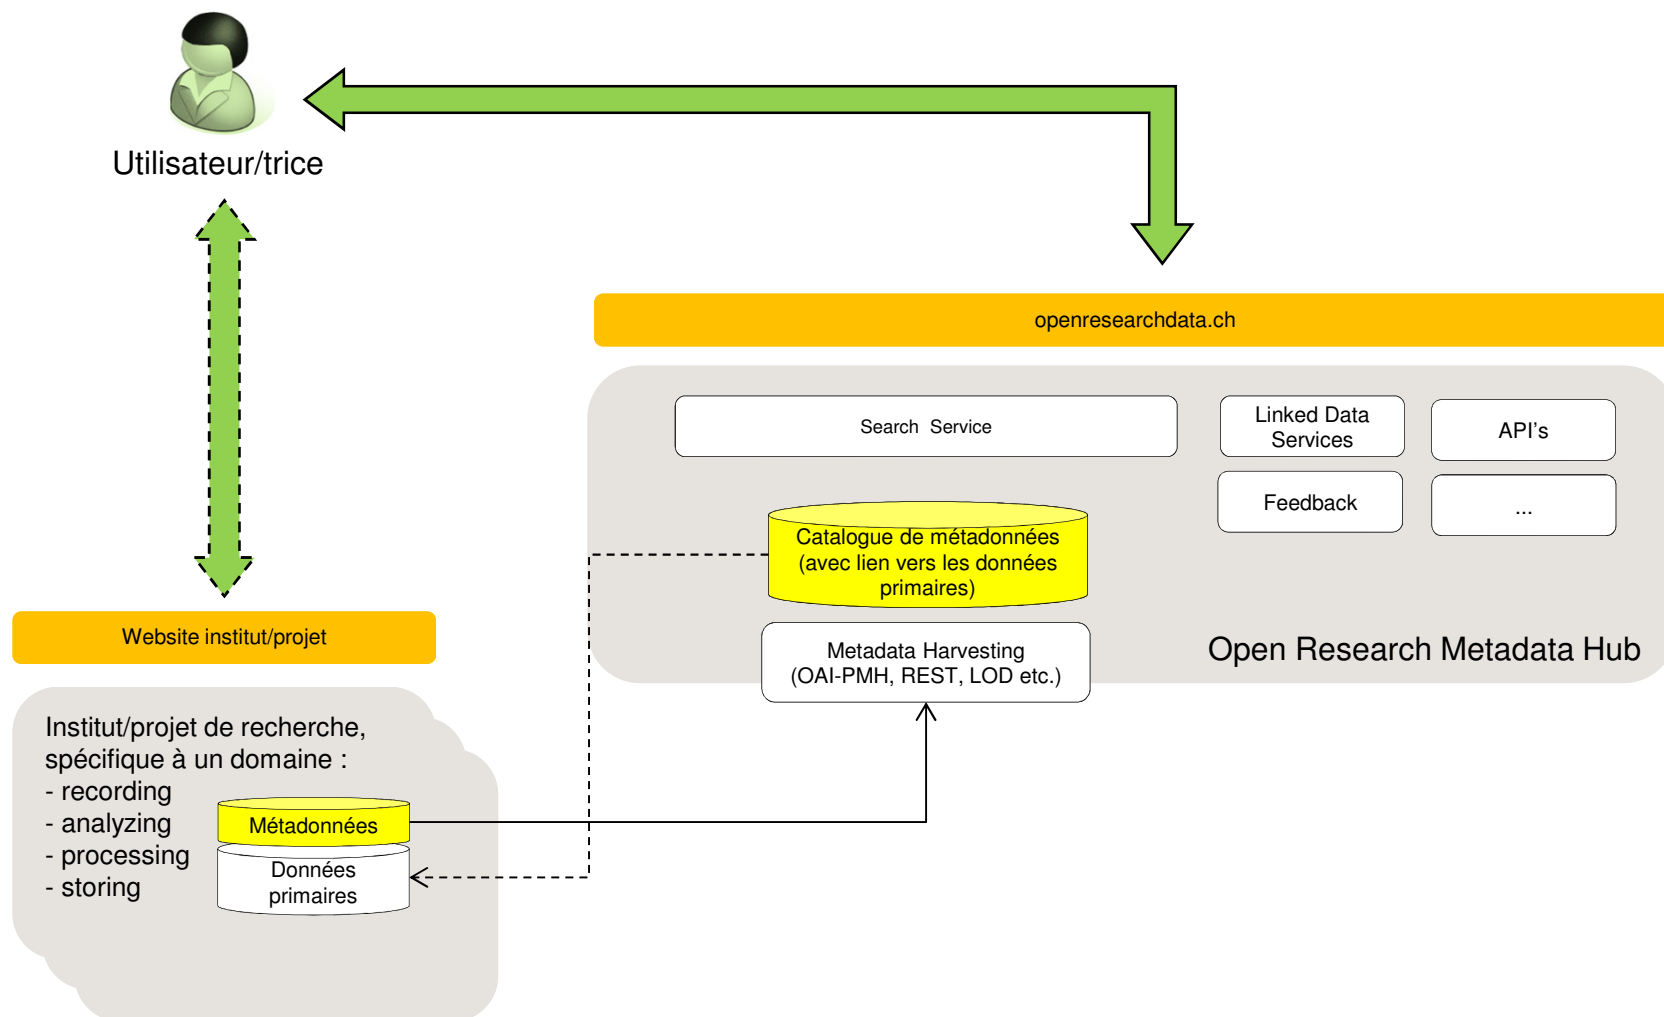 Utilisateur/trice
openresearchdata.ch
Search Service
Linked Data
Services
API's
Feedback
...
Catalogue de métadonnées
(avec lien vers les données
primaires)
Metadata Harvesting
(OAI-PMH, REST, LOD etc.)
Open Research Metadata Hub
Website institut/projet
Institut/projet de recherche,
spécifique à un domaine :
- recording
- analyzing
- processing
- storing
Métadonnées
Données
primaires